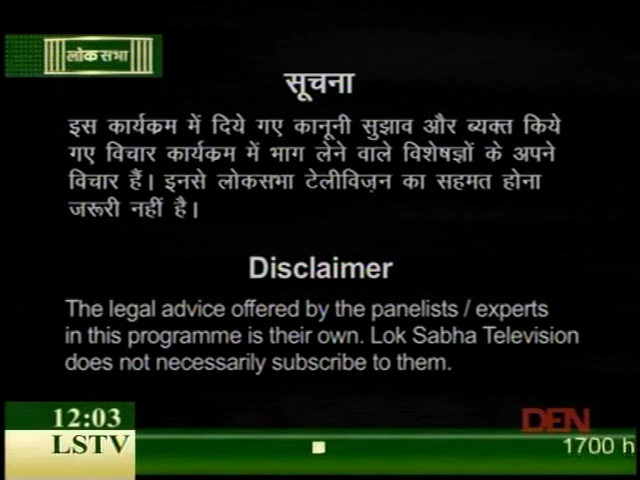 लोक सभा
सूचना
इस कार्यक्रम में दिये गए कानूनी सुझाव और ब्यक्त किये
गए विचार कार्यक्रम में भाग लेने वाले विशेषज्ञों के अपने
विचार हैं। इनसे लोकसभा टेलीविज़न का सहमत होना
जरूरी नहीं है।
Disclaimer
The legal advice offered by the panelists / experts
in this programme is their own. Lok Sabha Television
does not necessarily subscribe to them.
12:03
DEN
LSTV
1700 h